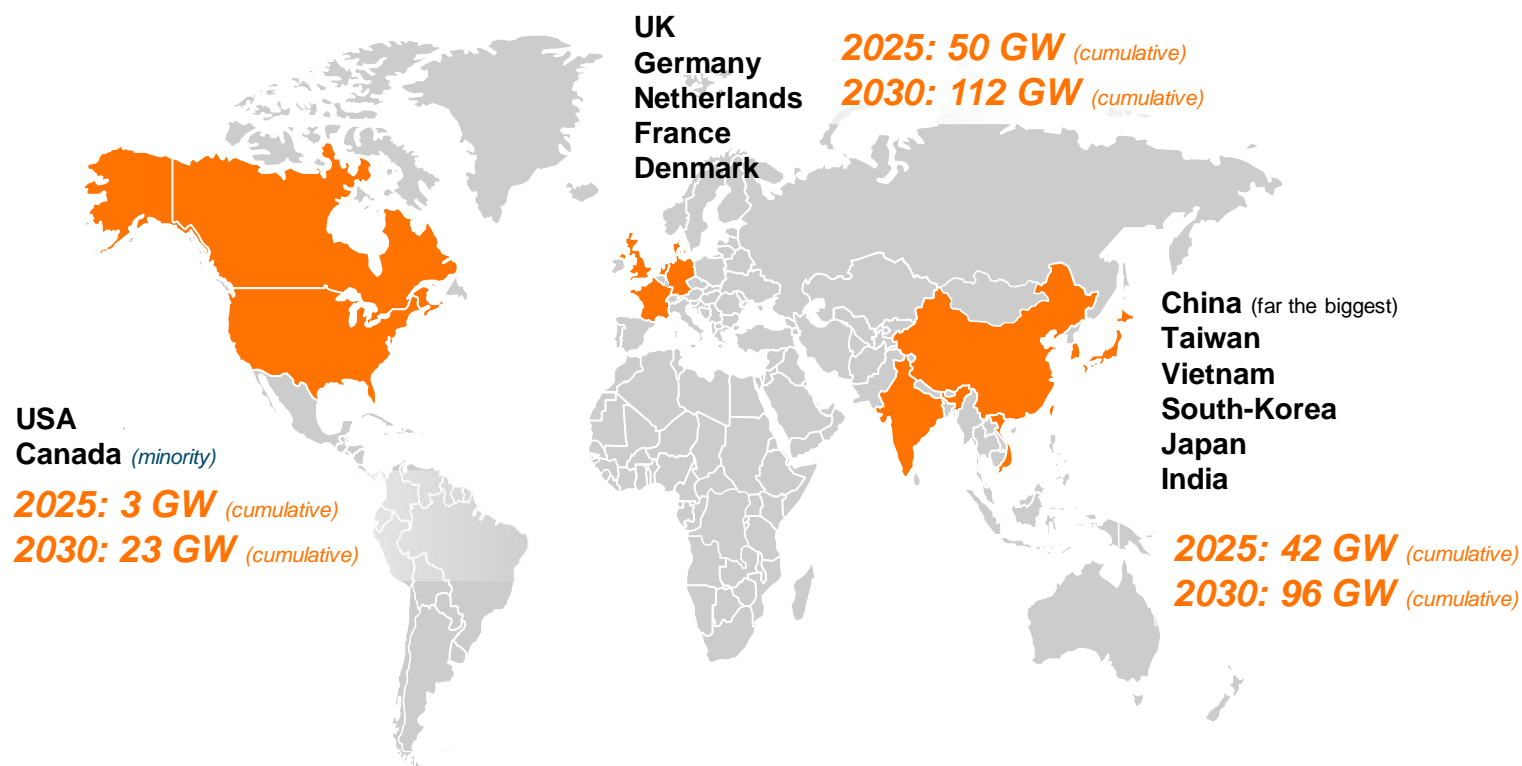 UK
Germany
Netherlands
France
Denmark
2025: 50 GW (cumulative)
2030: 112 GW (cumulative)
USA
Canada (minority)
2025: 3 GW (cumulative)
2030: 23 GW (cumulative)
China (far the biggest)
Taiwan
Vietnam
South-Korea
Japan
India
2025: 42 GW (cumulative)
2030: 96 GW (cumulative)